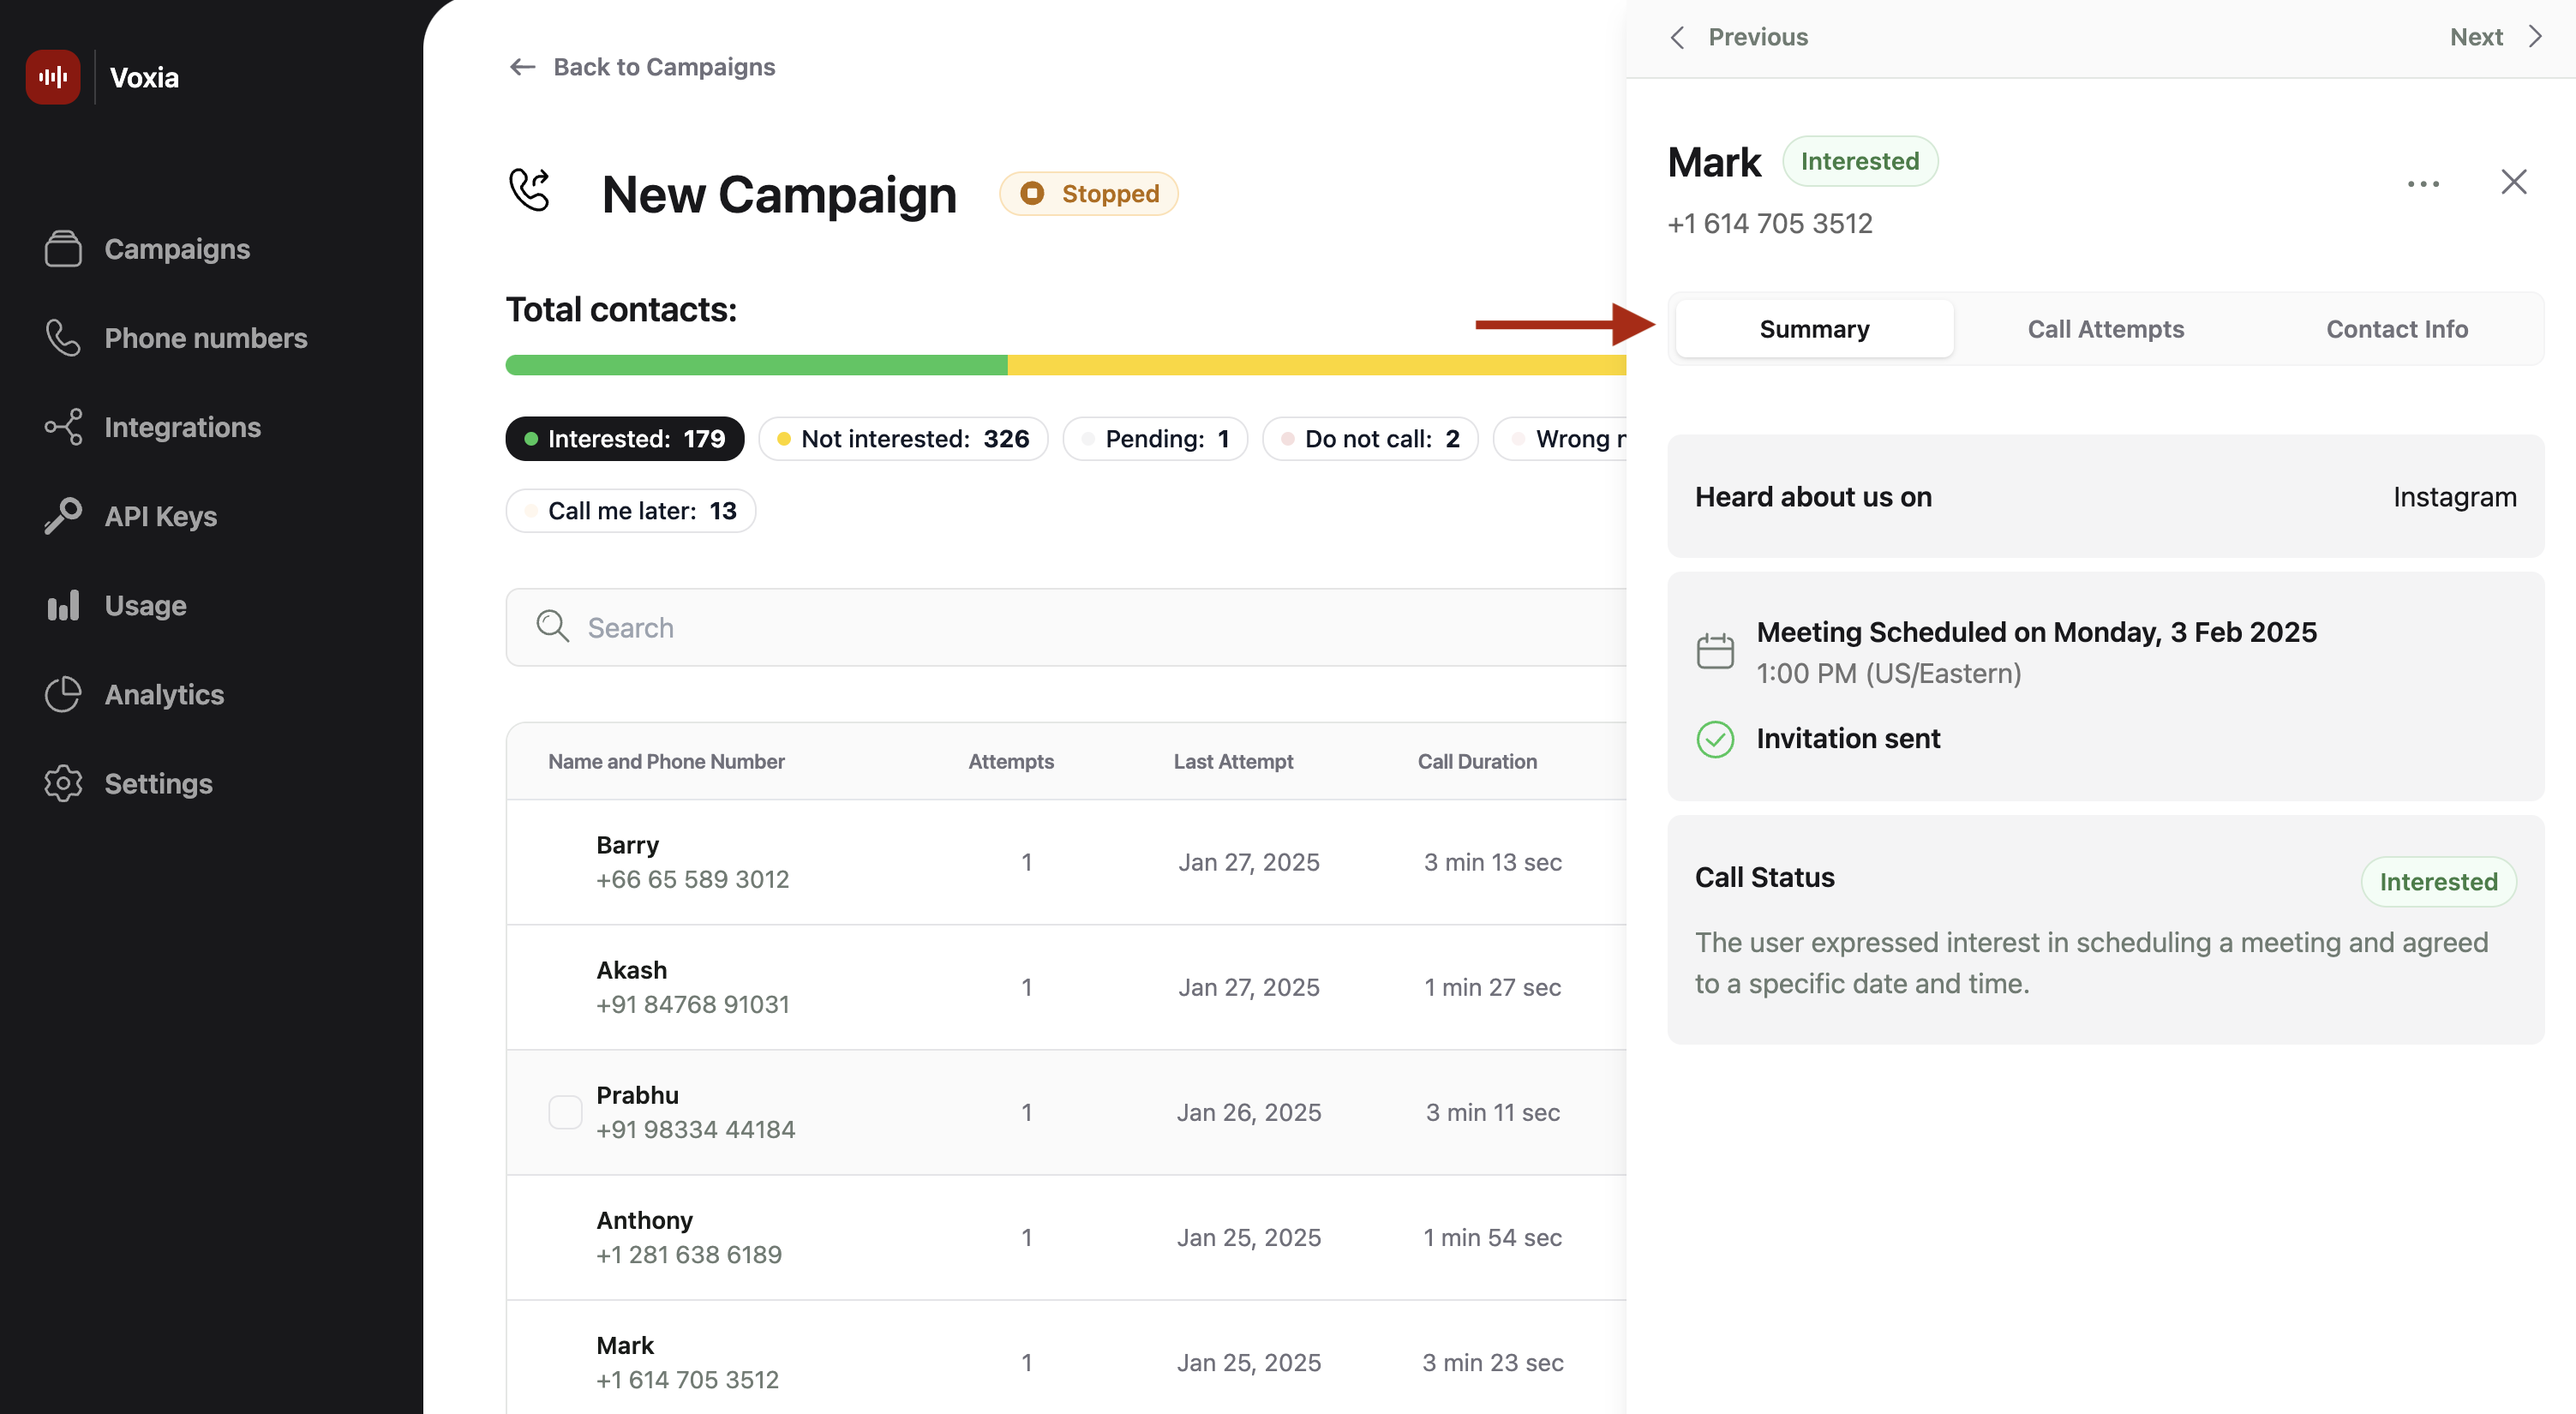 Voxia
Campaigns
Phone numbers
Integrations
API Keys
Usage
Analytics
Settings
Back to Campaigns
New Campaign
Stopped
Total contacts:
Interested: 179
Not interested: 326
Pending: 1
Do not call: 2
Wrong
Call me later: 13
Search
Name and Phone Number Attempts Last Attempt Call Duration
Barry
+66 65 589 3012
1 Jan 27, 2025 3 min 13 sec
Akash
+91 84768 91031
1 Jan 27, 2025 1 min 27 sec
Prabhu
+91 98334 44184
1 Jan 26, 2025 3 min 11 sec
Anthony
+1 281 638 6189
1 Jan 25, 2025 1 min 54 sec
Mark
+1 614 705 3512
1 Jan 25, 2025 3 min 23 sec
Previous
Next
Mark
Interested
+1 614 705 3512
Summary
Call Attempts
Contact Info
Heard about us on
Instagram
Meeting Scheduled on Monday, 3 Feb 2025
1:00 PM (US/Eastern)
Invitation sent
Call Status
Interested
The user expressed interest in scheduling a meeting and agreed
to a specific date and time.